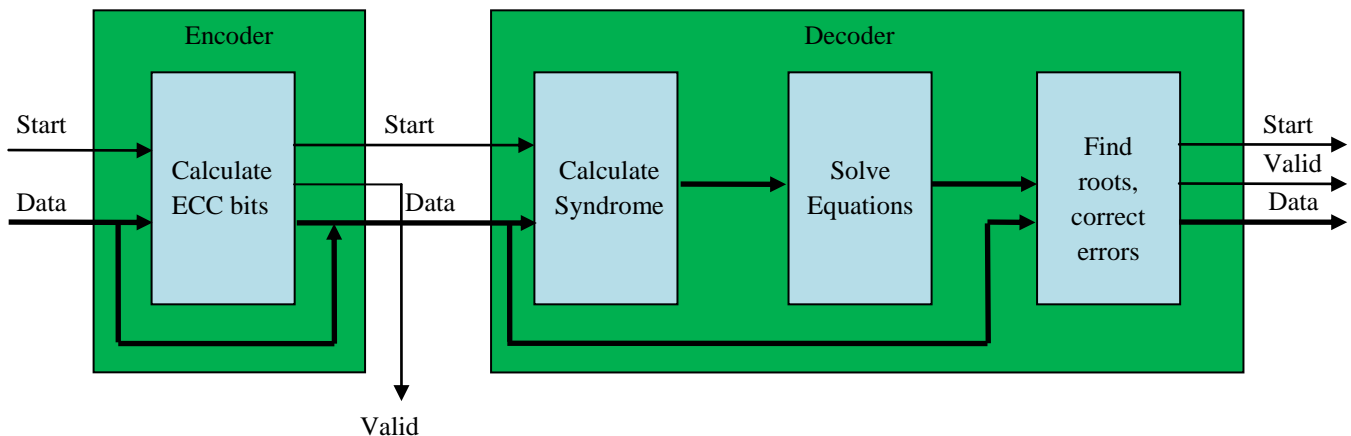 Encoder
Decoder
Start
Data
Calculate
ECC bits
Start
Data
Valid
Calculate
Syndrome
Solve
Equations
Find
roots,
correct
errors
Start
Valid
Data